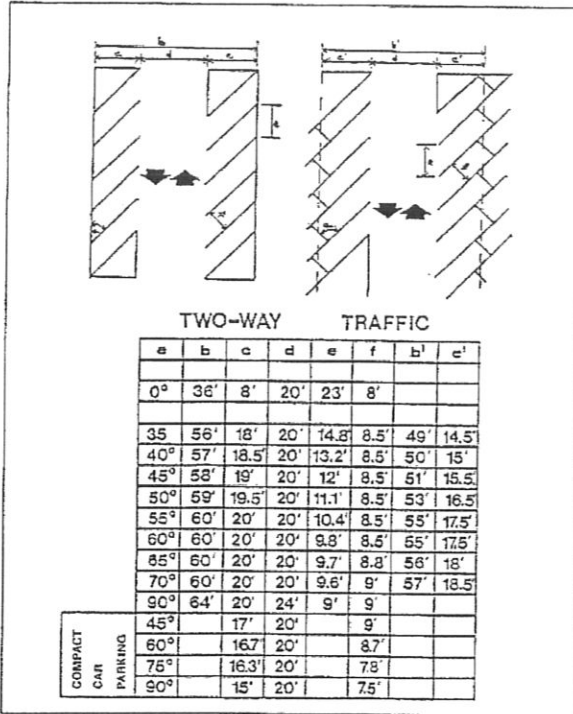 b b'
c d c c' d c'
TWO-WAY TRAFFIC
a b c d e f b' c'
0° 36' 8' 20' 23' 8'
35 56' 18' 20' 14.8' 8.5' 49' 14.5'
40° 57' 18.5' 20' 13.2' 8.5' 50' 15'
45° 58' 19' 20' 12' 8.5' 51' 15.5'
50° 59' 19.5' 20' 11.1' 8.5' 53' 16.5'
55° 60' 20' 20' 10.4' 8.5' 55' 17.5'
60° 60' 20' 20' 9.8' 8.5' 55' 17.5'
65° 60' 20' 20' 9.7' 8.8' 56' 18'
70° 60' 20' 20' 9.6' 9' 57' 18.5'
90° 64' 20' 24' 9' 9'
COMPACT CAR PARKING
45° 17' 20' 9'
60° 16.7' 20' 8.7'
75° 16.3' 20' 7.8'
90° 15' 20' 7.5'